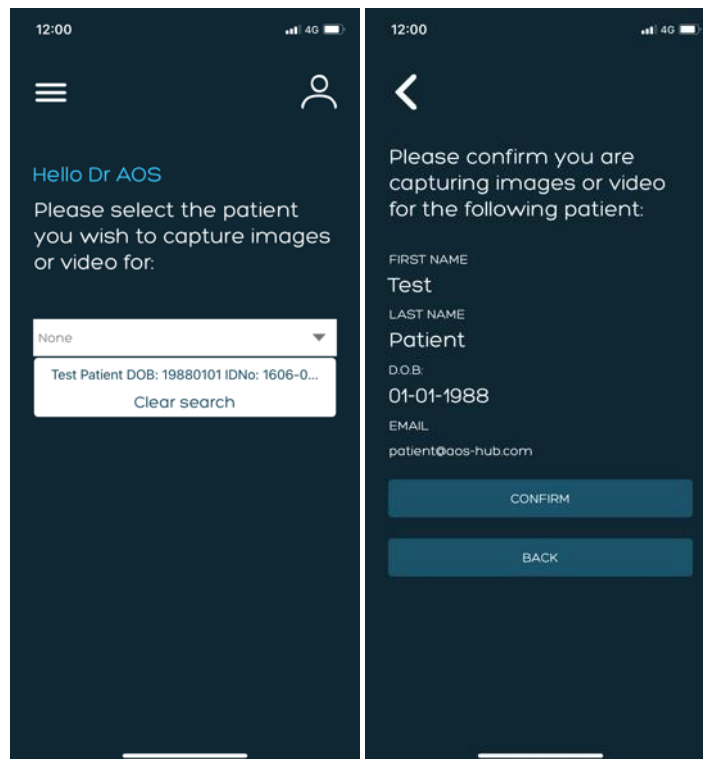 12:00
4G
Hello Dr AOS
Please select the patient
you wish to capture images
or video for:
None
Test Patient DOB: 19880101 IDNo: 1606-0...
Clear search
12:00
4G
Please confirm you are
capturing images or video
for the following patient:
FIRST NAME
Test
LAST NAME
Patient
D.O.B:
01-01-1988
EMAIL
patient@aos-hub.com
CONFIRM
BACK